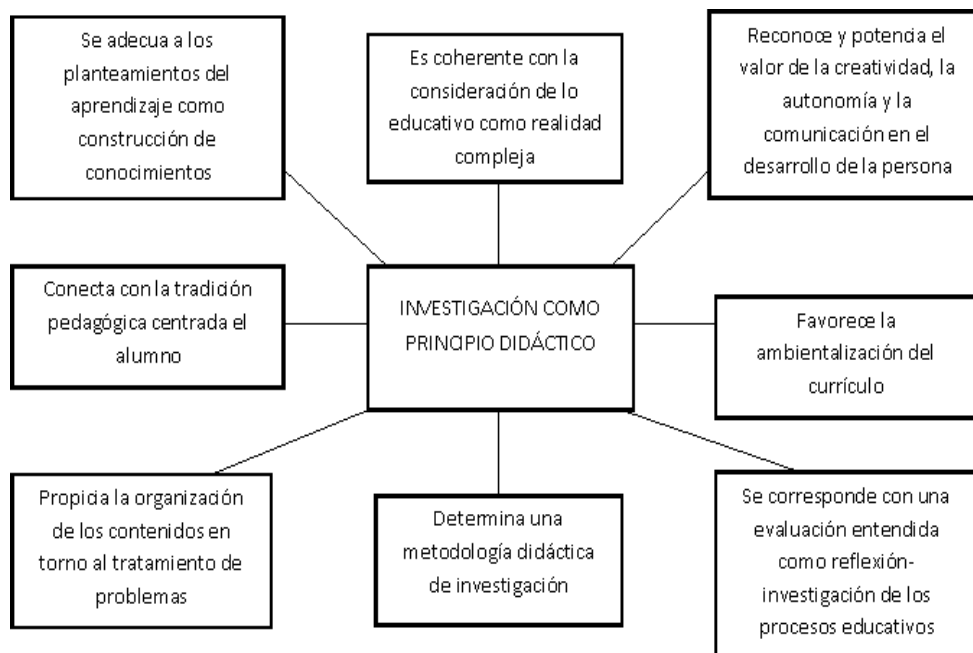 Se adecua a los
planteamientos del
aprendizaje como
construcción de
conocimientos
Es coherente con la
consideración de lo
educativo como realidad
compleja
Reconoce y potencia el
valor de la creatividad, la
autonomía y la
comunicación en el
desarrollo de la persona
Conecta con la tradición
pedagógica centrada el
alumno
INVESTIGACIÓN COMO
PRINCIPIO DIDÁCTICO
Favorece la
ambientalización del
currículo
Propicia la organización
de los contenidos en
torno al tratamiento de
problemas
Determina una
metodología didáctica
de investigación
Se corresponde con una
evaluación entendida
como reflexión-
investigación de los
procesos educativos